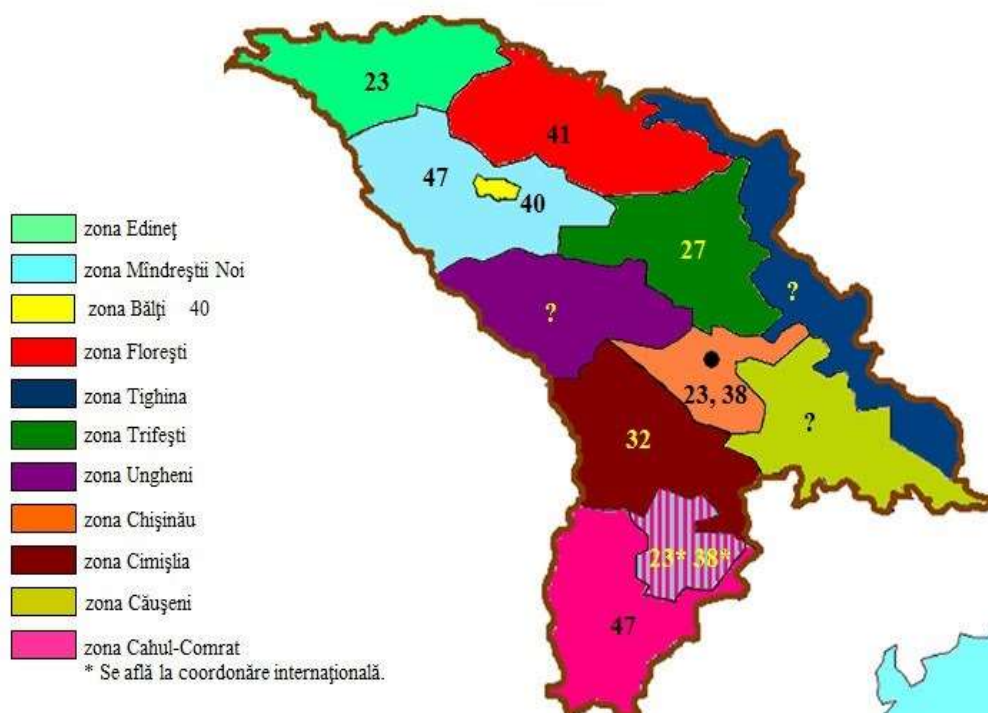 23
41
47
40
27
?
?
23, 38
?
32
23* 38*
47
zona Edineţ
zona Mîndreştii Noi
zona Bălţi 40
zona Floreşti
zona Tighina
zona Trifeşti
zona Ungheni
zona Chişinău
zona Cimişlia
zona Căuşeni
zona Cahul-Comrat
* Se află la coordonăre internaţională.